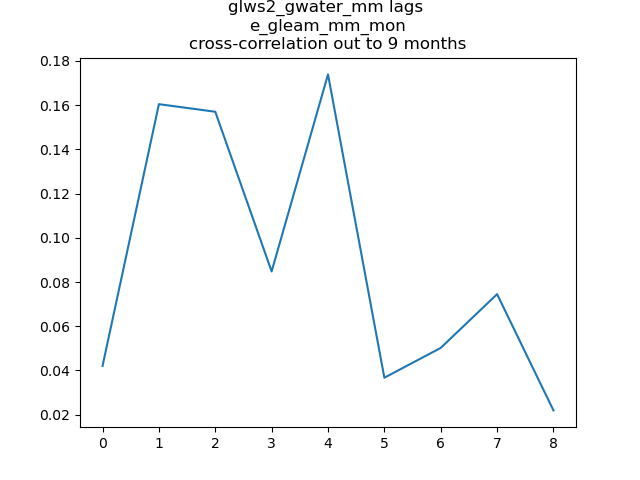 glws2_gwater_mm lags
e_gleam_mm_mon
cross-correlation out to 9 months
0.18
0.16
0.14
0.12
0.10
0.08
0.06
0.04
0.02
0 1 2 3 4 5 6 7 8